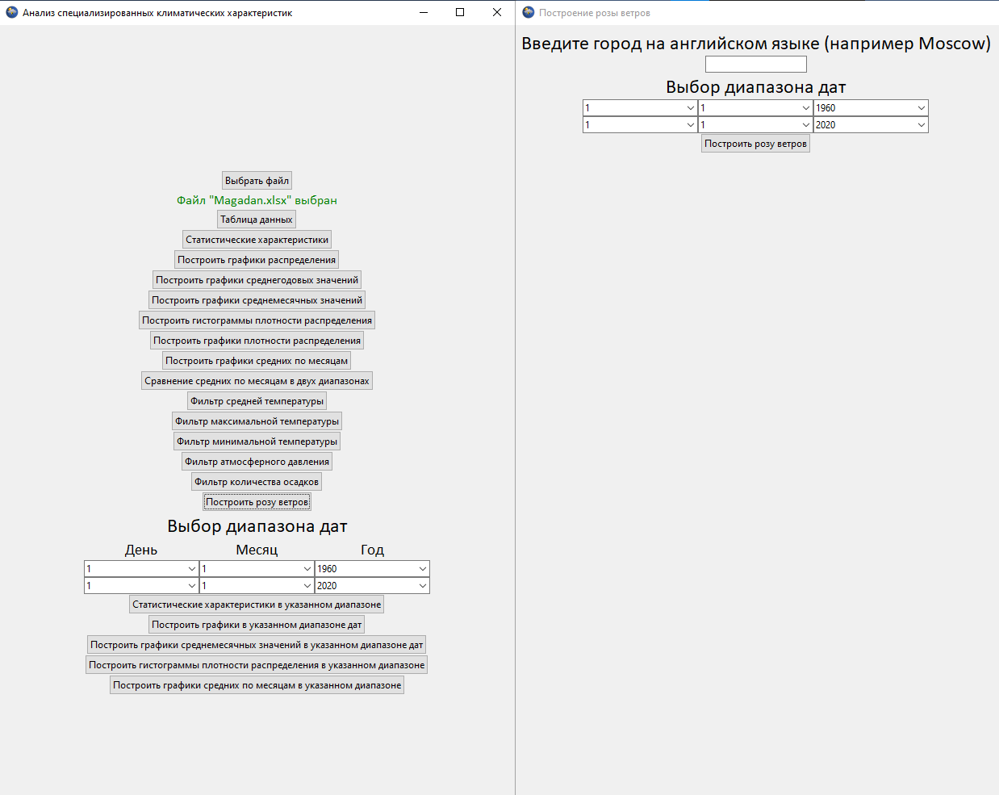 Анализ специализированных климатических характеристик
Выбрать файл
Файл "Magadan.xlsx" выбран
Таблица данных
Статистические характеристики
Построить графики распределения
Построить графики среднегодовых значений
Построить графики среднемесячных значений
Построить гистограммы плотности распределения
Построить графики плотности распределения
Построить графики средних по месяцам
Сравнение средних по месяцам в двух диапазонах
Фильтр средней температуры
Фильтр максимальной температуры
Фильтр минимальной температуры
Фильтр атмосферного давления
Фильтр количества осадков
Построить розу ветров
Выбор диапазона дат
День Месяц Год
1 1 1960
1 1 2020
Статистические характеристики в указанном диапазоне
Построить графики в указанном диапазоне дат
Построить графики среднемесячных значений в указанном диапазоне дат
Построить гистограммы плотности распределения в указанном диапазоне
Построить графики средних по месяцам в указанном диапазоне
Построение розы ветров
Введите город на английском языке (например Moscow)
Выбор диапазона дат
1 1 1960
1 1 2020
Построить розу ветров